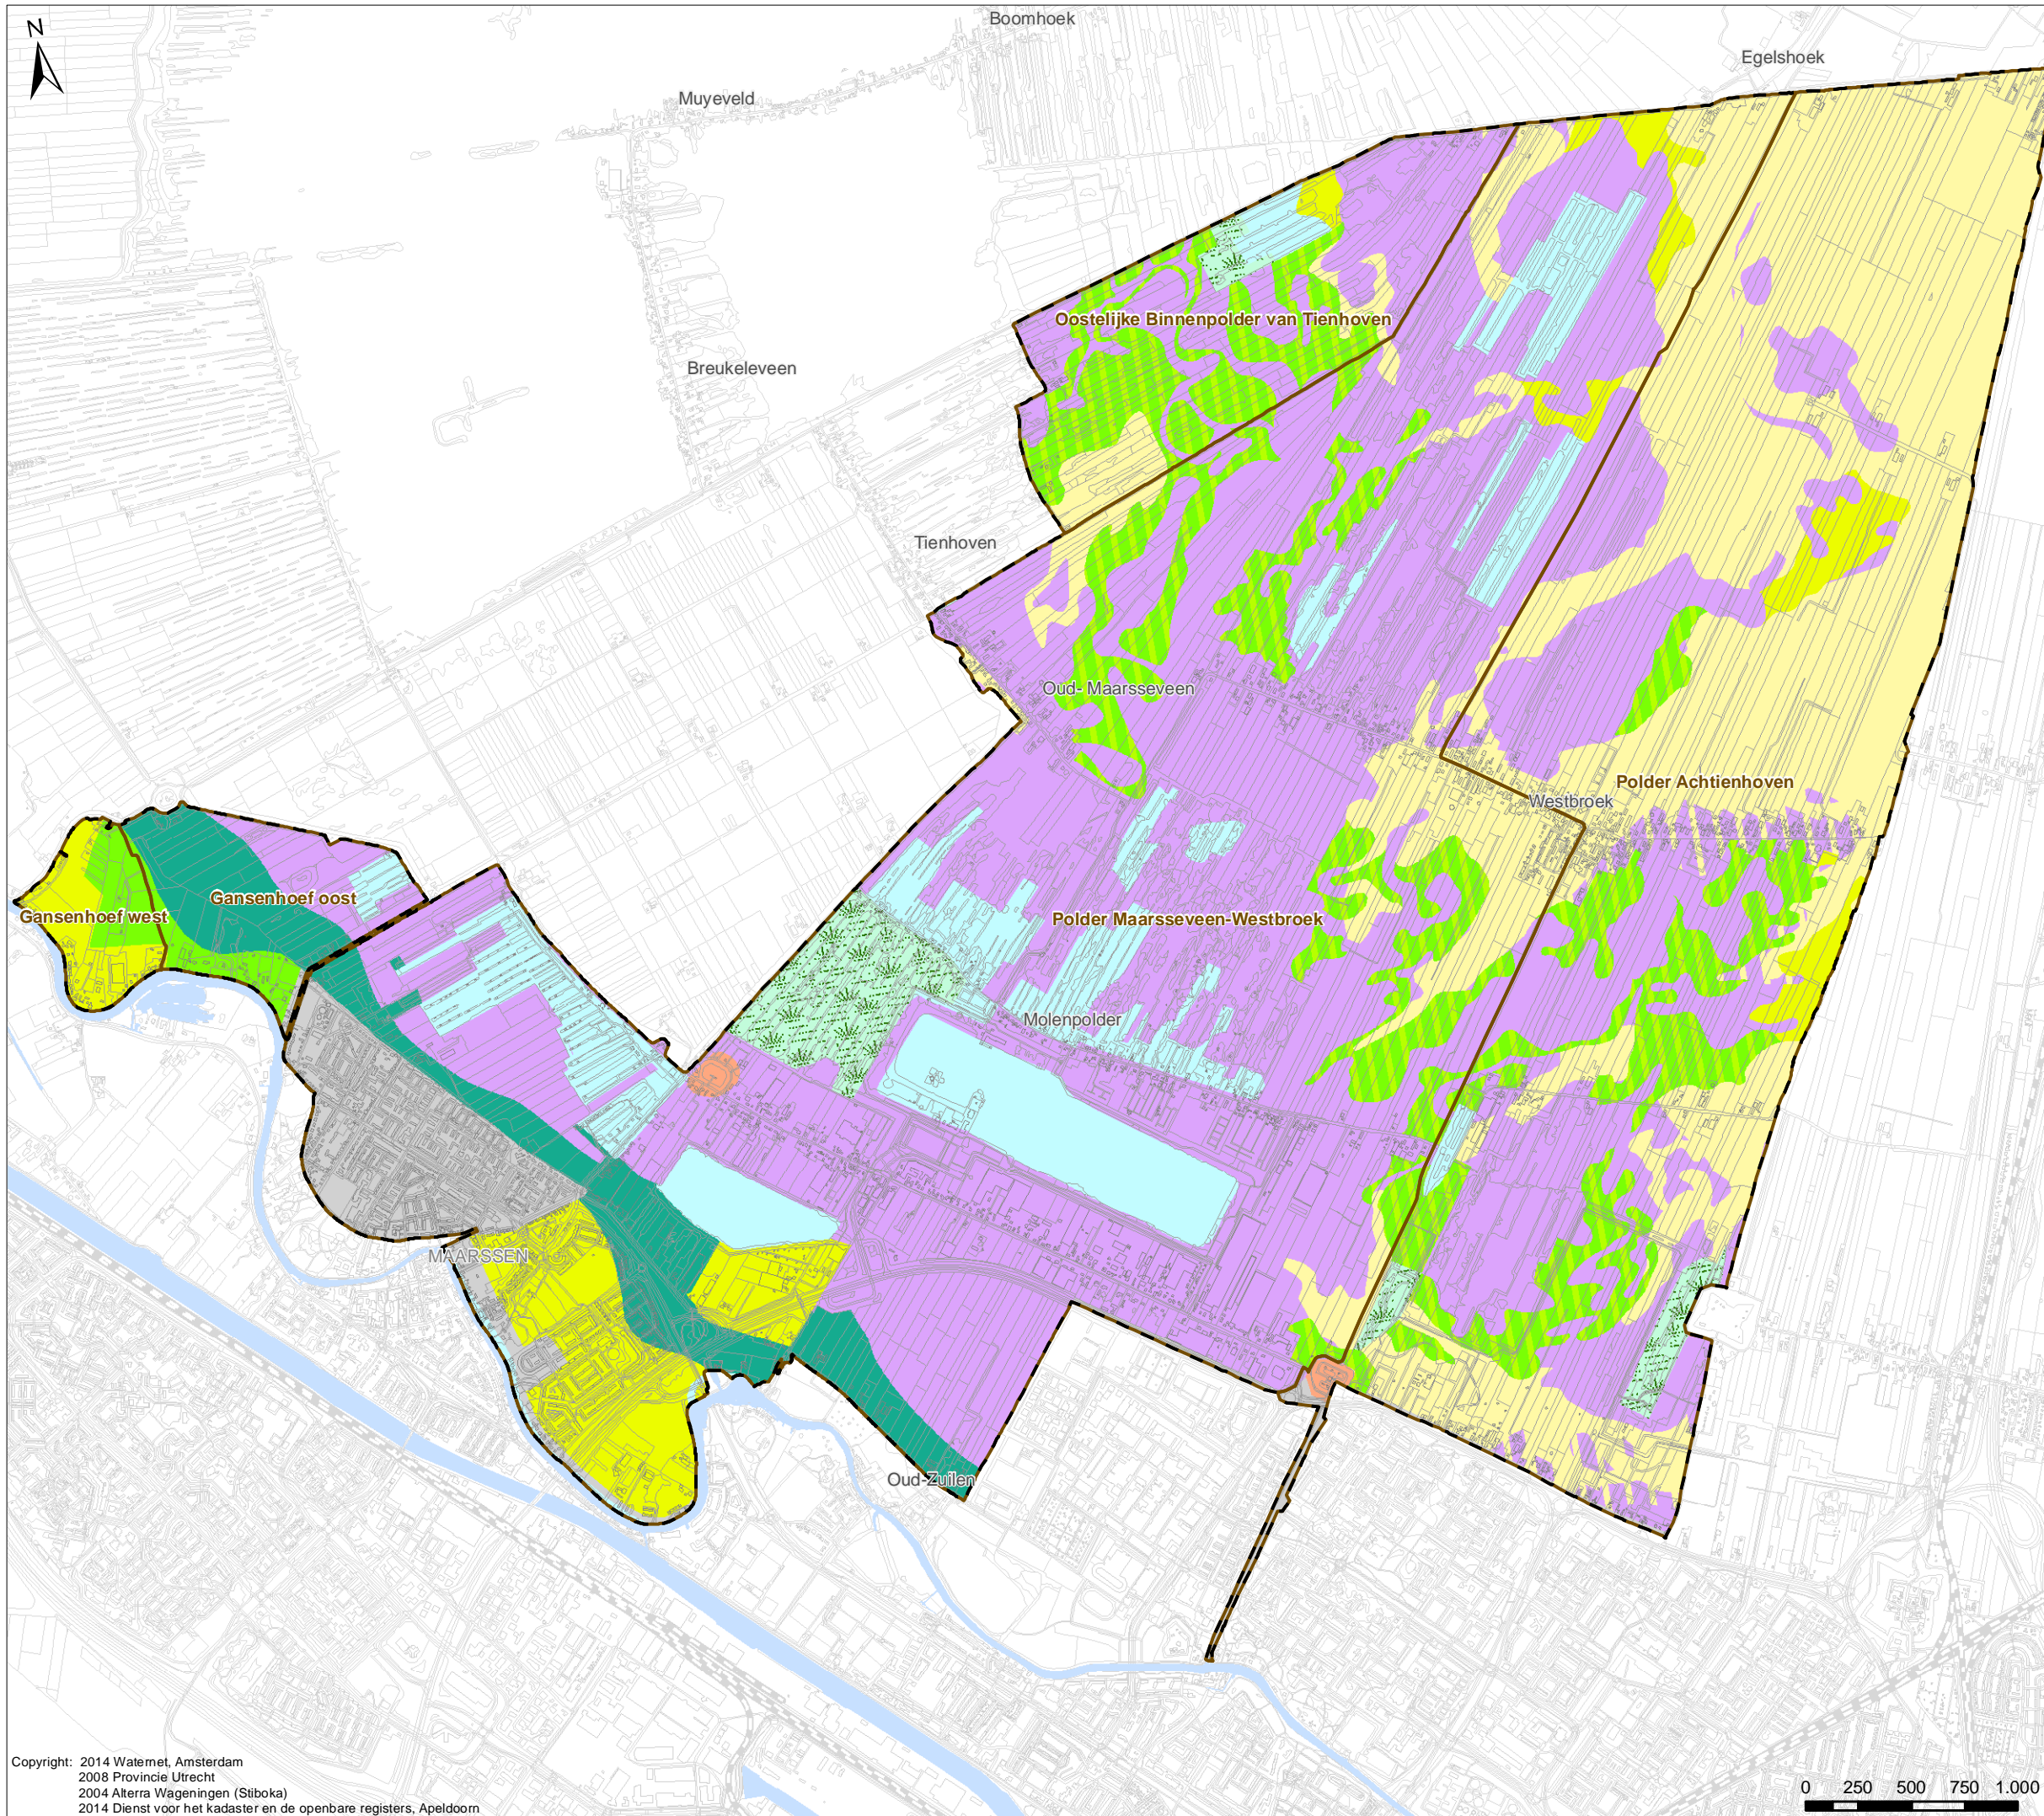 N
Boomhoek
Egelshoek
Muyeveld
Oostelijke Binnenpolder van Tienhoven
Breukeleveen
Tienhoven
Oud- Maarsseveen
Polder Achtienhoven
Westbroek
Gansenhoef oost
Gansenhoef west
Polder Maarsseveen-Westbroek
Molenpolder
MAARSSEN
Oud-Zuilen
Copyright: 2014 Waternet, Amsterdam
2008 Provincie Utrecht
2004 Alterra Wageningen (Stiboka)
2014 Dienst voor het kadaster en de openbare registers, Apeldoorn
0 250 500 750 1.000